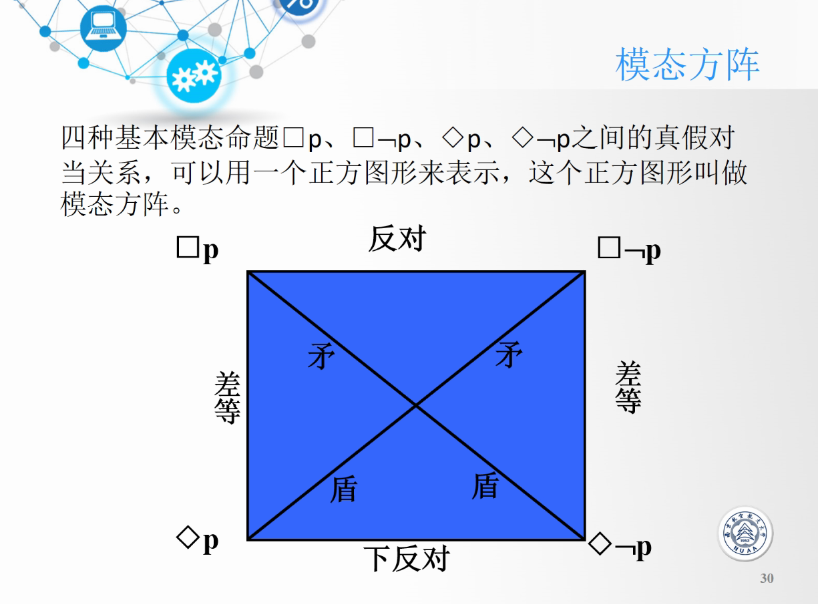 模态方阵
四种基本模态命题□p、□¬p、◇p、◇¬p之间的真假对
当关系，可以用一个正方图形来表示，这个正方图形叫做
模态方阵。
反对
□p
□¬p
矛
矛
差等
差等
盾
盾
◇p
◇¬p
下反对
NUAA
30